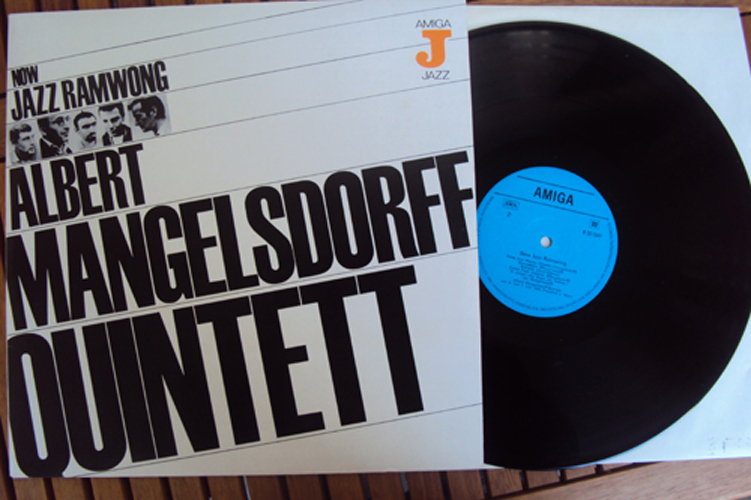 NOW
JAZZ RAMWONG
ALBERT
MANGELSDORFF
QUINTETT
AMIGA
J
JAZZ
AMIGA
Now Jazz Ramwong